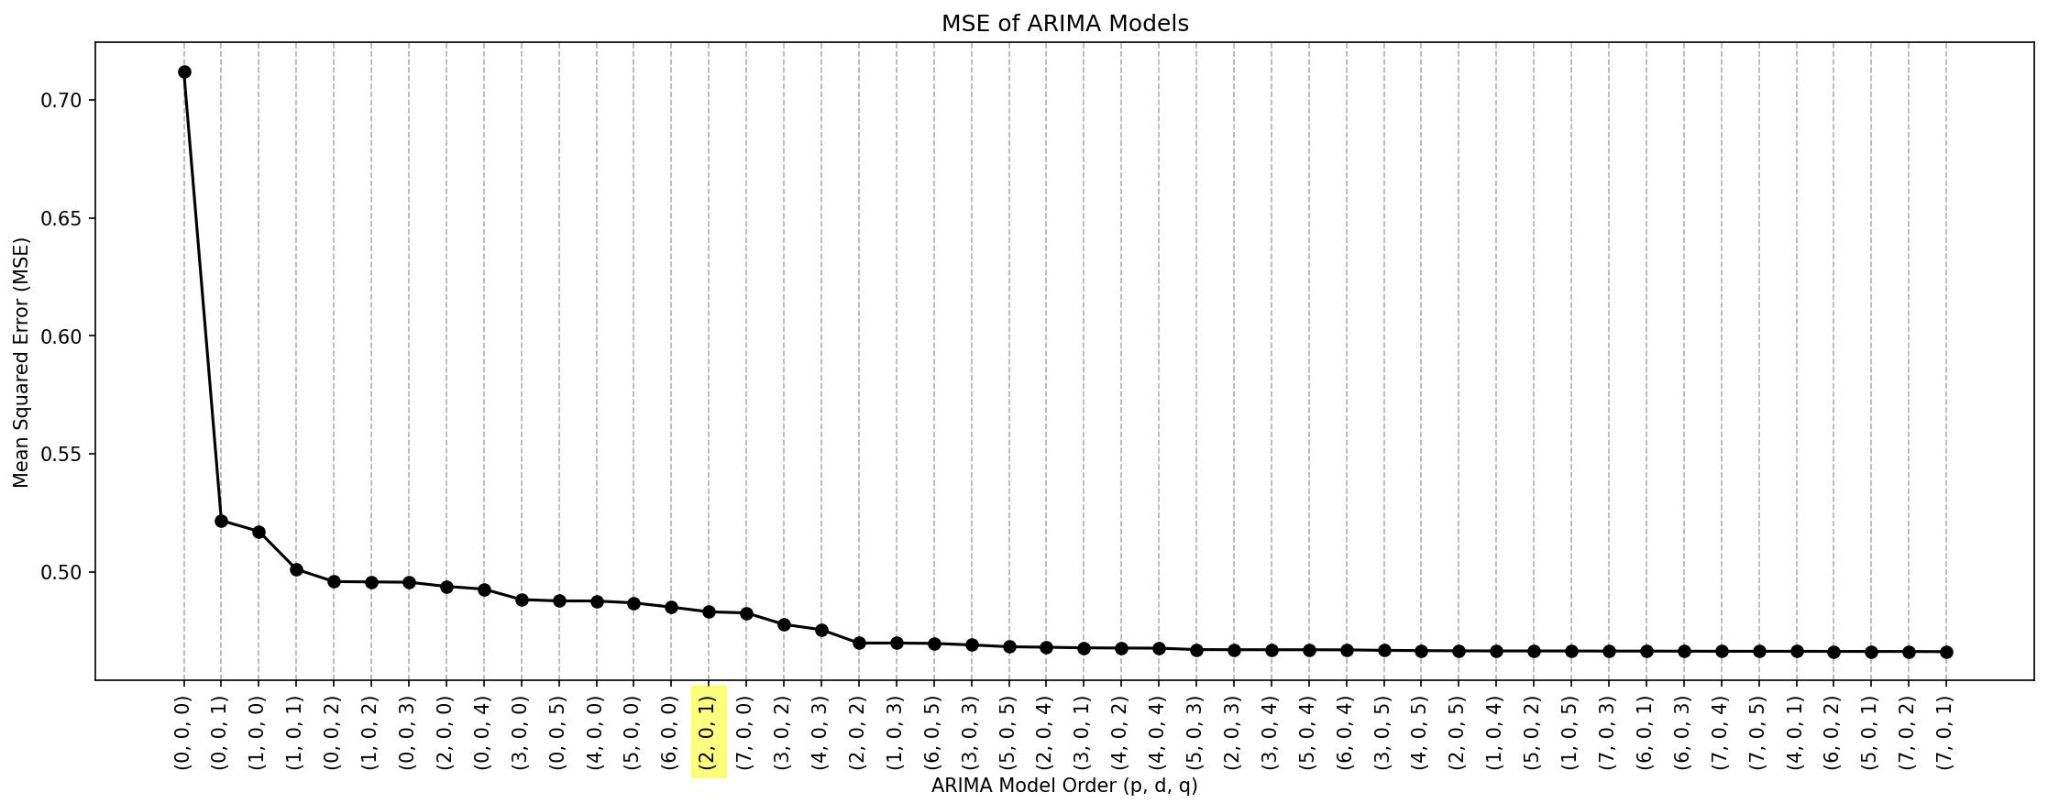 MSE of ARIMA Models
Mean Squared Error (MSE)
0.70
0.65
0.60
0.55
0.50
(0, 0, 0)
(0, 0, 1)
(1, 0, 0)
(1, 0, 1)
(0, 0, 2)
(1, 0, 2)
(0, 0, 3)
(2, 0, 0)
(0, 0, 4)
(3, 0, 0)
(0, 0, 5)
(4, 0, 0)
(5, 0, 0)
(6, 0, 0)
(2, 0, 1)
(7, 0, 0)
(3, 0, 2)
(4, 0, 3)
(2, 0, 2)
(1, 0, 3)
(6, 0, 5)
(3, 0, 3)
(5, 0, 5)
(2, 0, 4)
(3, 0, 1)
(4, 0, 2)
(4, 0, 4)
(5, 0, 3)
(2, 0, 3)
(3, 0, 4)
(5, 0, 4)
(6, 0, 4)
(3, 0, 5)
(4, 0, 5)
(2, 0, 5)
(1, 0, 4)
(5, 0, 2)
(1, 0, 5)
(7, 0, 3)
(6, 0, 1)
(6, 0, 3)
(7, 0, 4)
(7, 0, 5)
(4, 0, 1)
(6, 0, 2)
(5, 0, 1)
(7, 0, 2)
(7, 0, 1)
ARIMA Model Order (p, d, q)